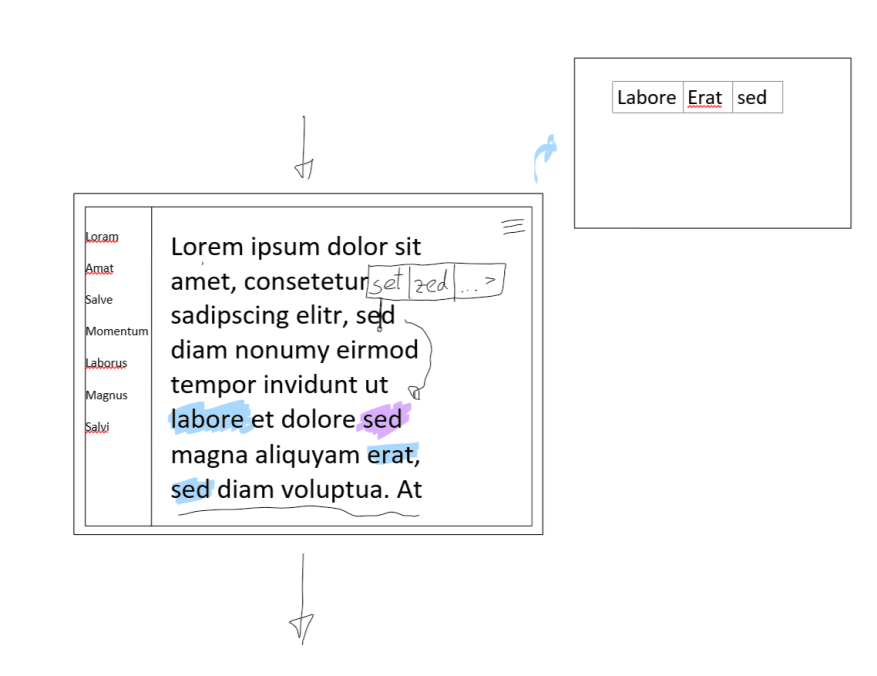 Labore Erat sed
Loram
Amat
Salve
Momentum
Laborus
Magnus
Salvi
Lorem ipsum dolor sit
amet, consetetur
set zed ...>
sadipscing elitr, sed
diam nonumy eirmod
tempor invidunt ut
labore et dolore sed
magna aliquyam erat,
sed diam voluptua. At